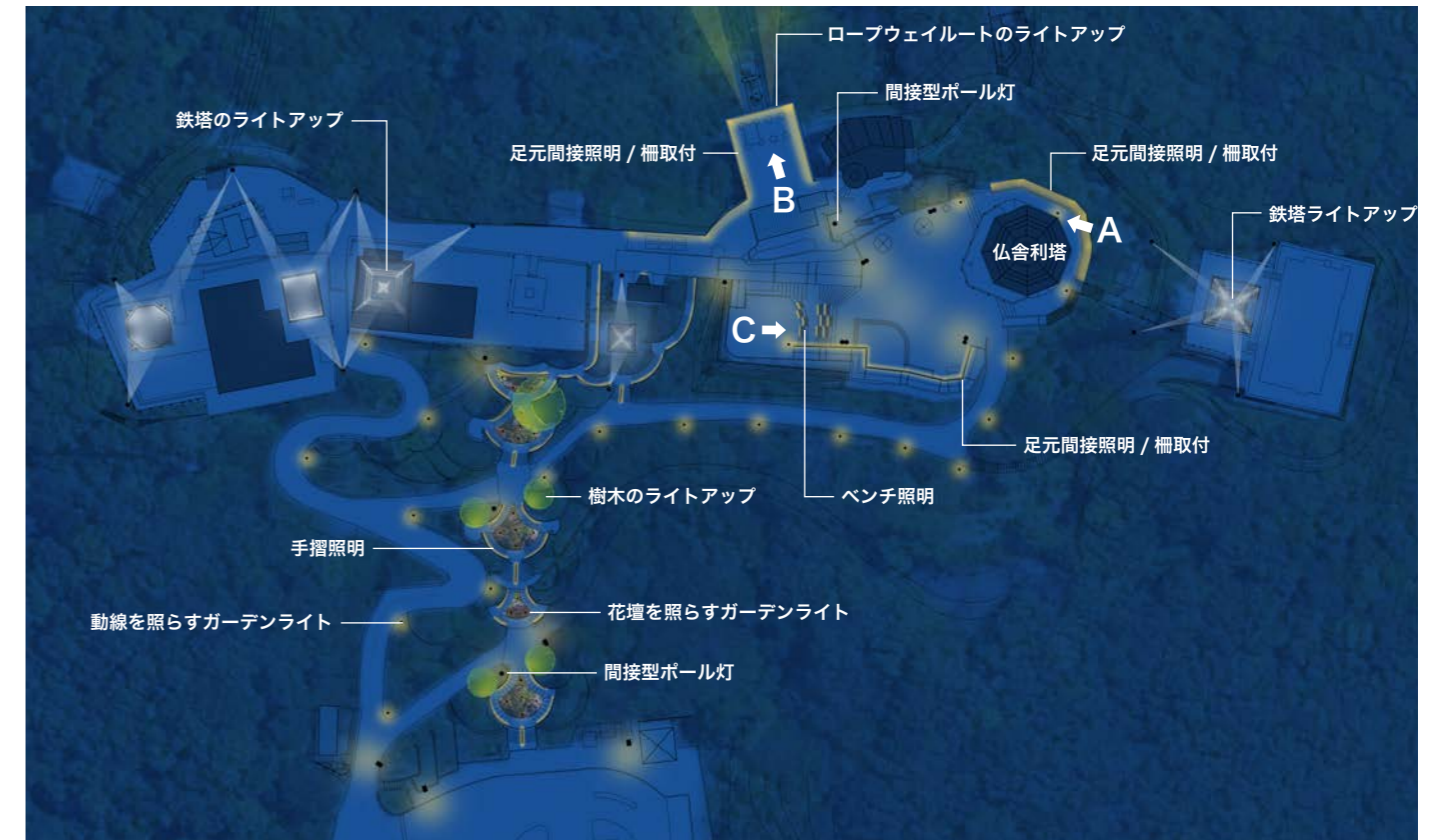 ロープウェイルートのライトアップ
間接型ポール灯
鉄塔のライトアップ
足元間接照明 / 柵取付
足元間接照明 / 柵取付
B
鉄塔ライトアップ
A
仏舎利塔
C
足元間接照明 / 柵取付
樹木のライトアップ
ベンチ照明
手摺照明
花壇を照らすガーデンライト
動線を照らすガーデンライト
間接型ポール灯